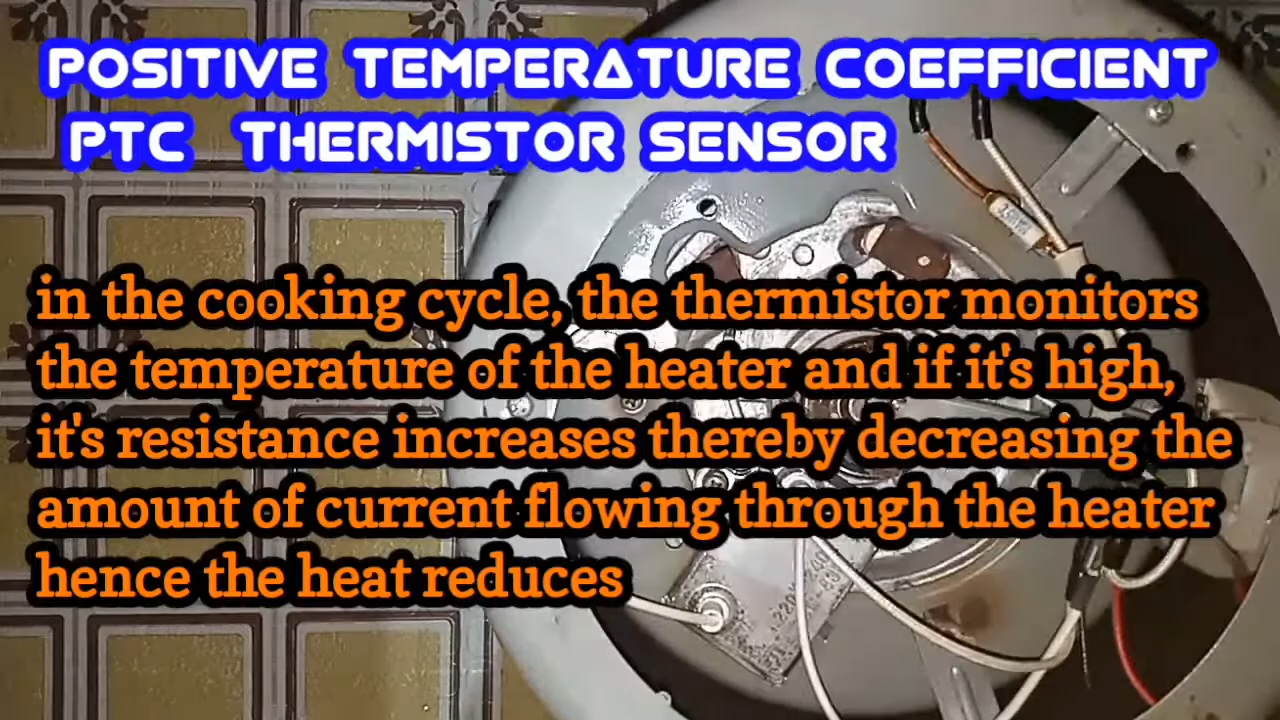 POSITIVE TEMPERATURE COEFFICIENT
PTC THERMISTOR SENSOR
in the cooking cycle, the thermistor monitors
the temperature of the heater and if it's high,
it's resistance increases thereby decreasing the
amount of current flowing through the heater
hence the heat reduces